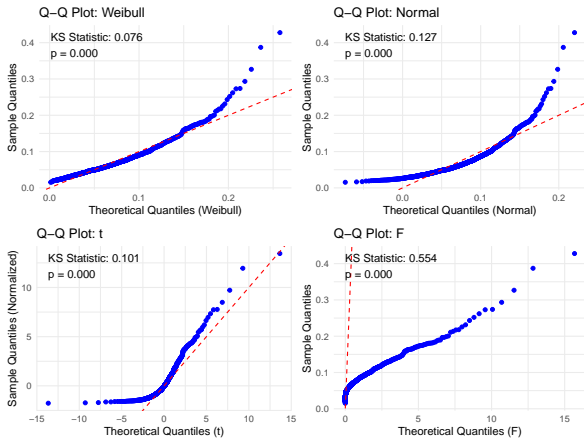 Q−Q Plot: Weibull
KS Statistic: 0.076
p = 0.000
Sample Quantiles
0.4
0.3
0.2
0.1
0.0
0.0 0.1 0.2
Theoretical Quantiles (Weibull)
Q−Q Plot: Normal
KS Statistic: 0.127
p = 0.000
Sample Quantiles
0.4
0.3
0.2
0.1
0.0
0.0 0.1 0.2
Theoretical Quantiles (Normal)
Q−Q Plot: t
KS Statistic: 0.101
p = 0.000
Sample Quantiles (Normalized)
10
5
0
−15 −10 −5 0 5 10 15
Theoretical Quantiles (t)
Q−Q Plot: F
KS Statistic: 0.554
p = 0.000
Sample Quantiles
0.4
0.3
0.2
0.1
0.0
0 5 10 15
Theoretical Quantiles (F)